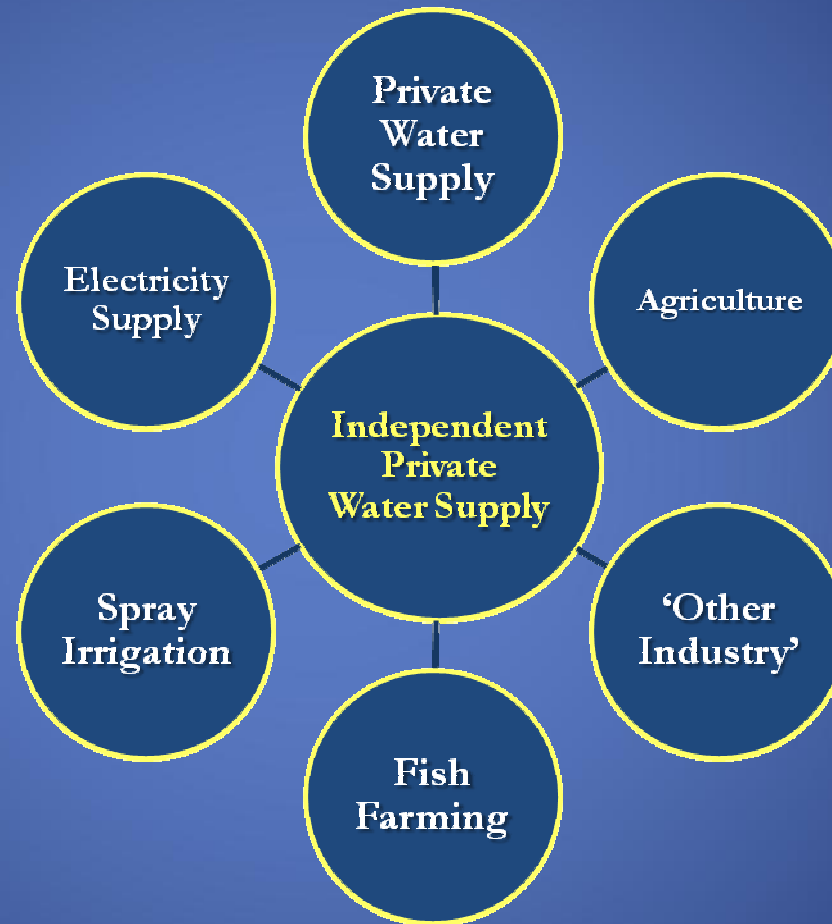 Private
Water
Supply
Electricity
Supply
Agriculture
Independent
Private
Water Supply
Spray
Irrigation
‘Other
Industry’
Fish
Farming